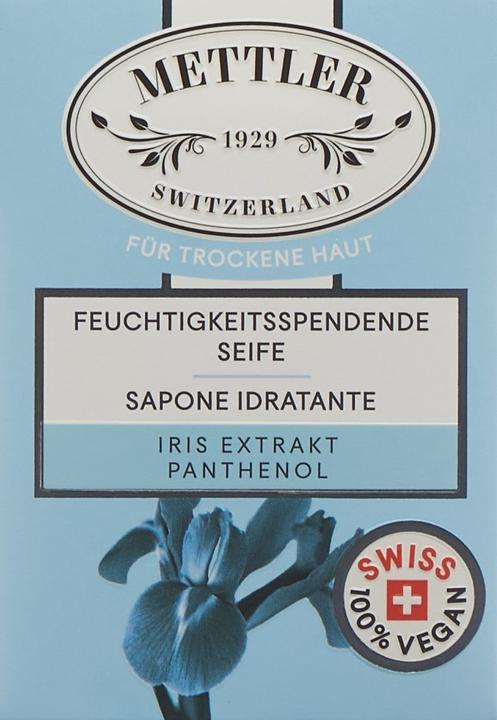 METTLER
1929
SWITZERLAND
FÜR TROCKENE HAUT
FEUCHTIGKEITSSPENDENDE
SEIFE
SAPONE IDRATANTE
IRIS EXTRAKT
PANTHENOL
SWISS
100% VEGAN